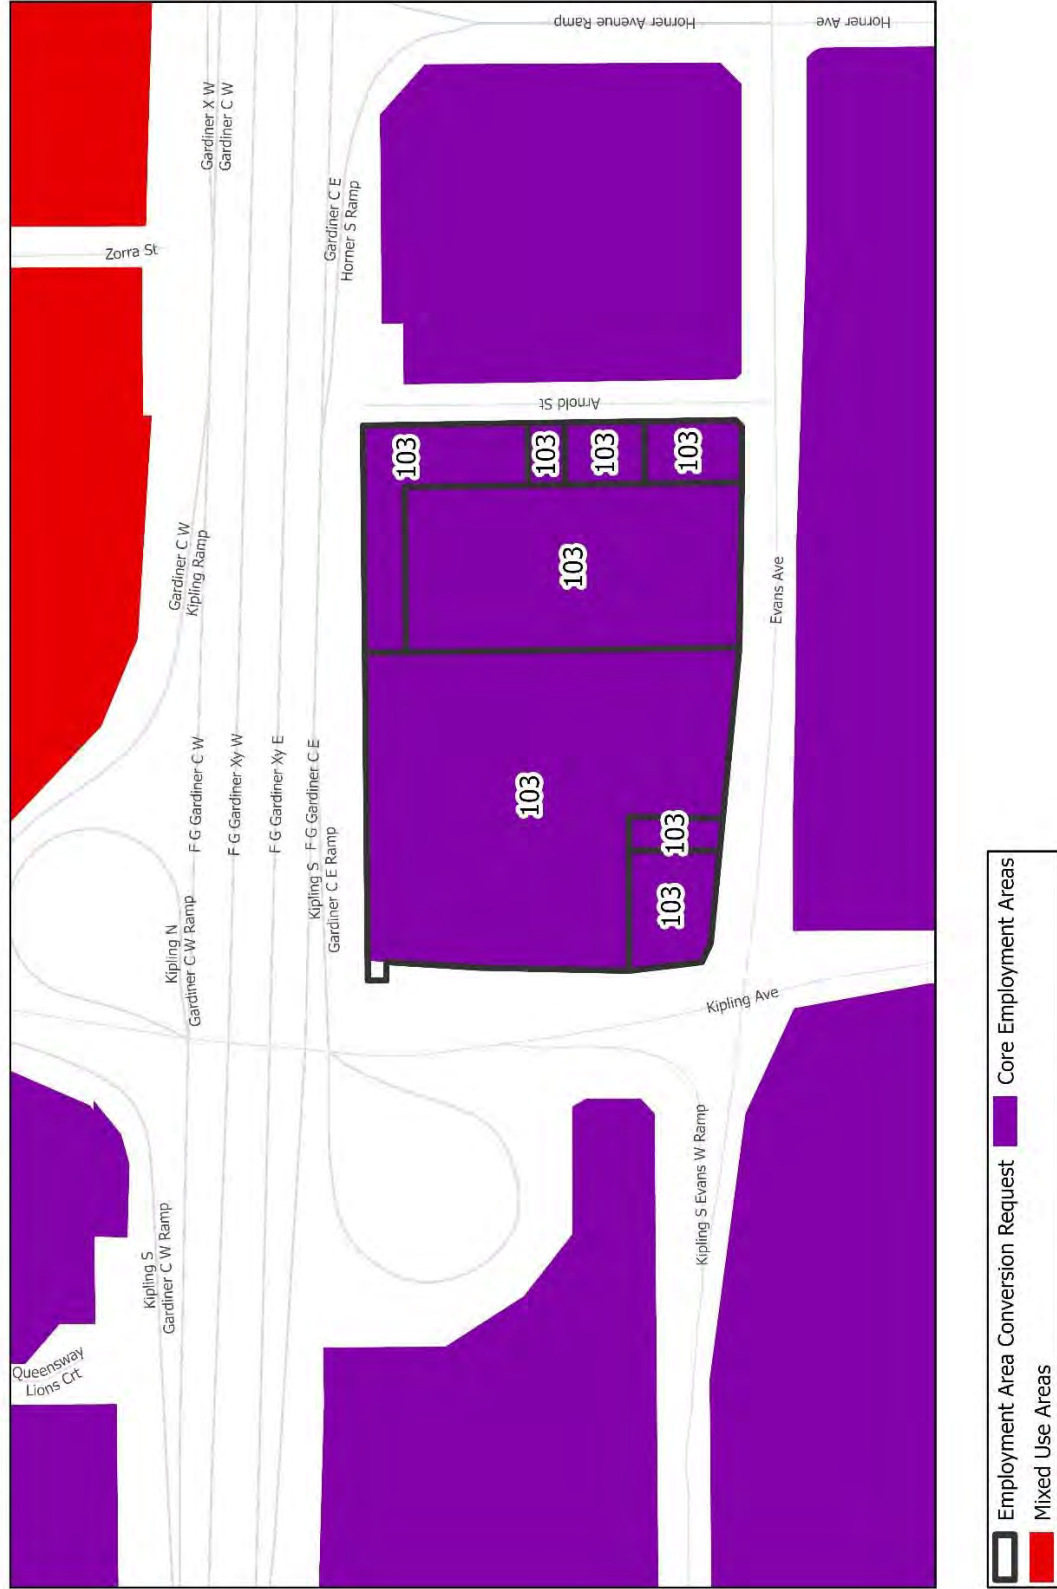 Queensway
Lions Crt
Kipling S
Gardiner C W Ramp
Kipling N
Gardiner C W Ramp
Gardiner C W
Kipling Ramp
Zorra St
Gardiner X W
Gardiner C W
F G Gardiner C W
F G Gardiner Xy W
F G Gardiner Xy E
Kipling S
F G Gardiner C E
Gardiner C E Ramp
Gardiner C E
Horner S Ramp
103
103
103
103
103
103
103
103
Arnold St
Horner Avenue Ramp
Horner Ave
Kipling S Evans W Ramp
Kipling Ave
Evans Ave
Employment Area Conversion Request
Core Employment Areas
Mixed Use Areas